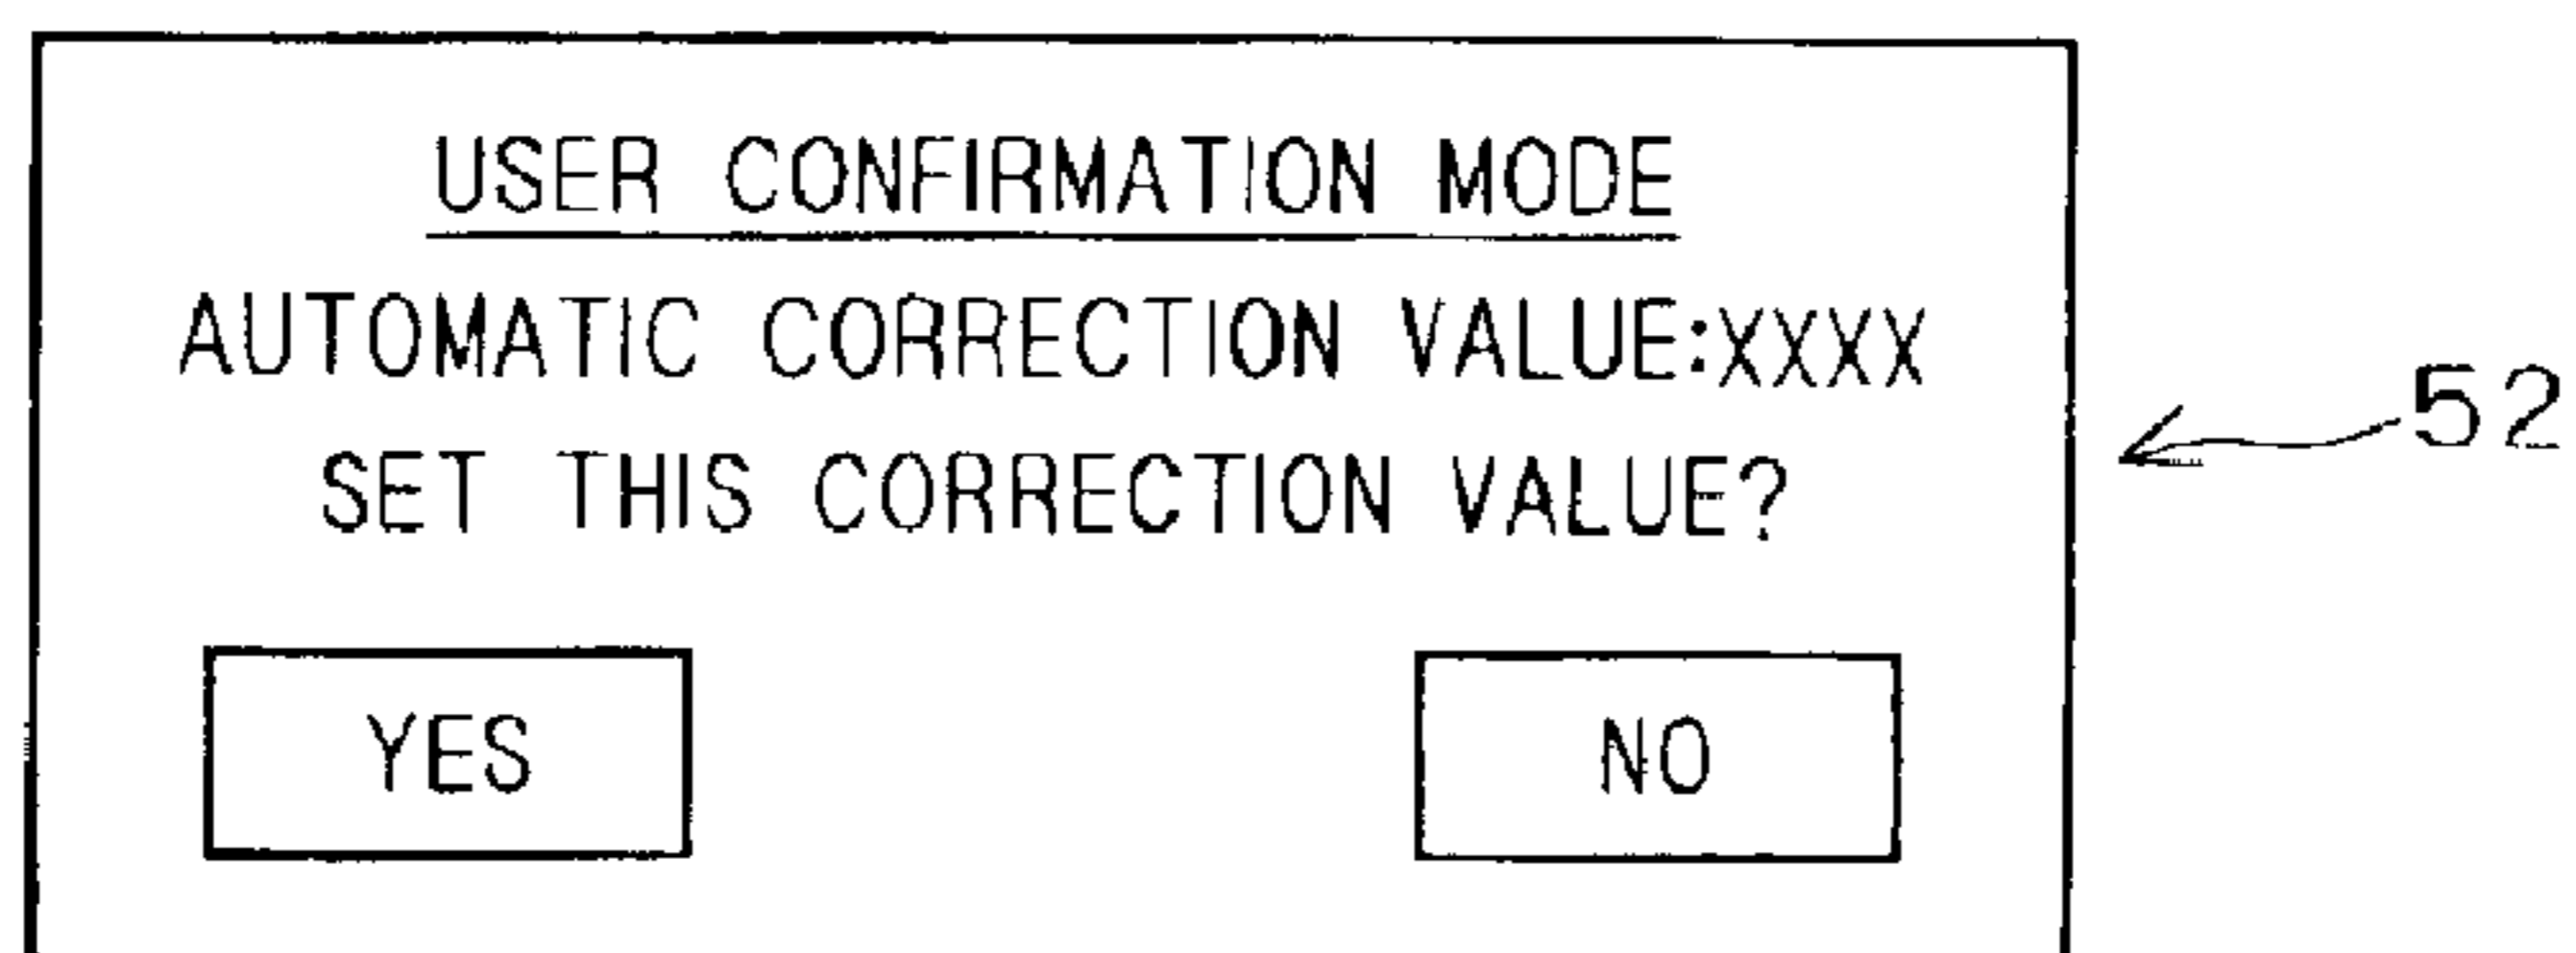 USER CONFIRMATION MODE
AUTOMATIC CORRECTION VALUE:XXXX
SET THIS CORRECTION VALUE?
52
YES NO